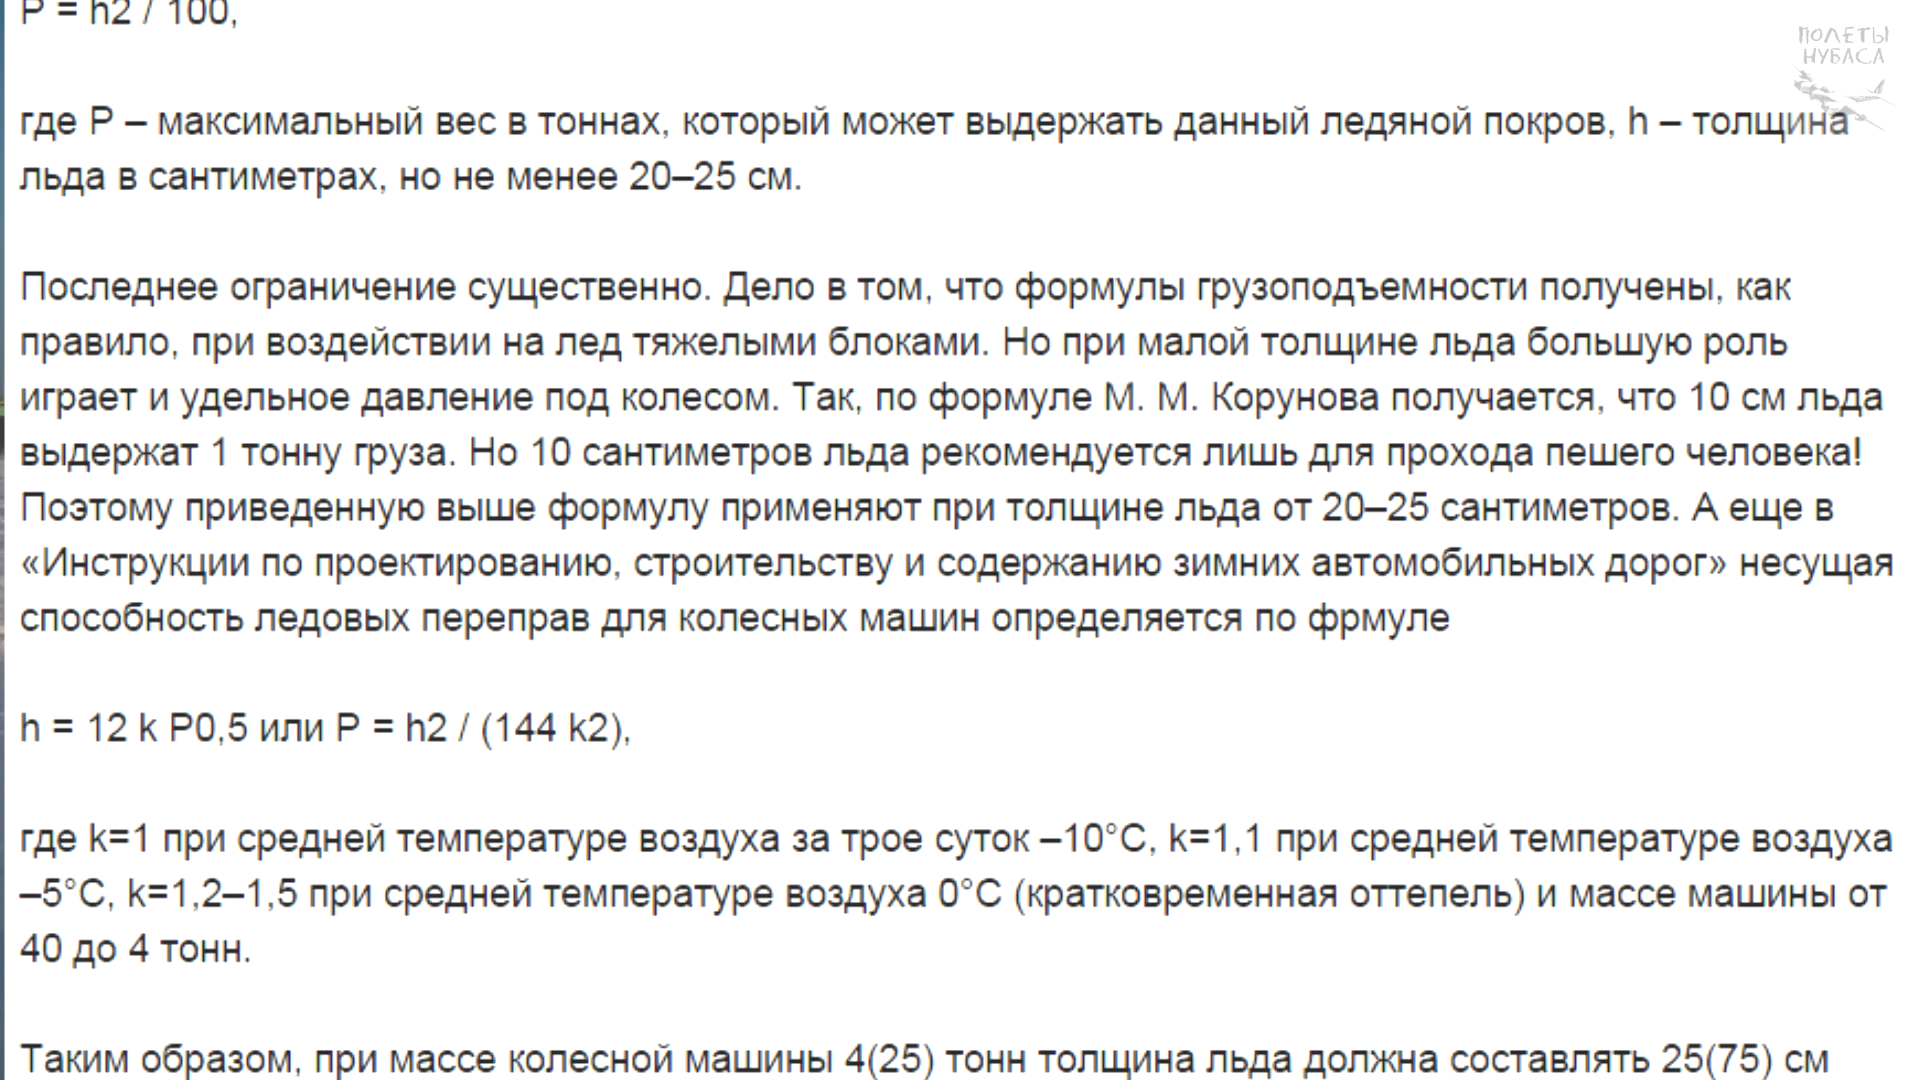 P = h2 / 100,
ПОЛЕТЫ
НУБАСА
где P – максимальный вес в тоннах, который может выдержать данный ледяной покров, h – толщина
льда в сантиметрах, но не менее 20–25 см.
Последнее ограничение существенно. Дело в том, что формулы грузоподъемности получены, как
правило, при воздействии на лед тяжелыми блоками. Но при малой толщине льда большую роль
играет и удельное давление под колесом. Так, по формуле М. М. Корунова получается, что 10 см льда
выдержат 1 тонну груза. Но 10 сантиметров льда рекомендуется лишь для прохода пешего человека!
Поэтому приведенную выше формулу применяют при толщине льда от 20–25 сантиметров. А еще в
«Инструкции по проектированию, строительству и содержанию зимних автомобильных дорог» несущая
способность ледовых переправ для колесных машин определяется по фрмуле
h = 12 k P0,5 или P = h2 / (144 k2),
где k=1 при средней температуре воздуха за трое суток –10°С, k=1,1 при средней температуре воздуха
–5°С, k=1,2–1,5 при средней температуре воздуха 0°С (кратковременная оттепель) и массе машины от
40 до 4 тонн.
Таким образом, при массе колесной машины 4(25) тонн толщина льда должна составлять 25(75) см